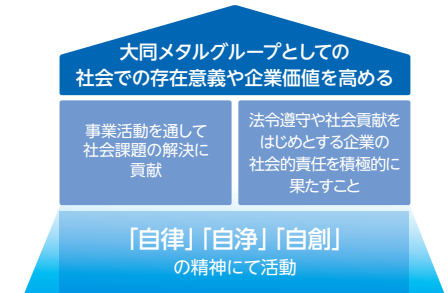 大同メタルグループとしての
社会での存在意義や企業価値を高める
事業活動を通して
社会課題の解決に
貢献
法令遵守や社会貢献を
はじめとする企業の
社会的責任を積極的に
果たすこと
「自律」「自浄」「自創」
の精神にて活動